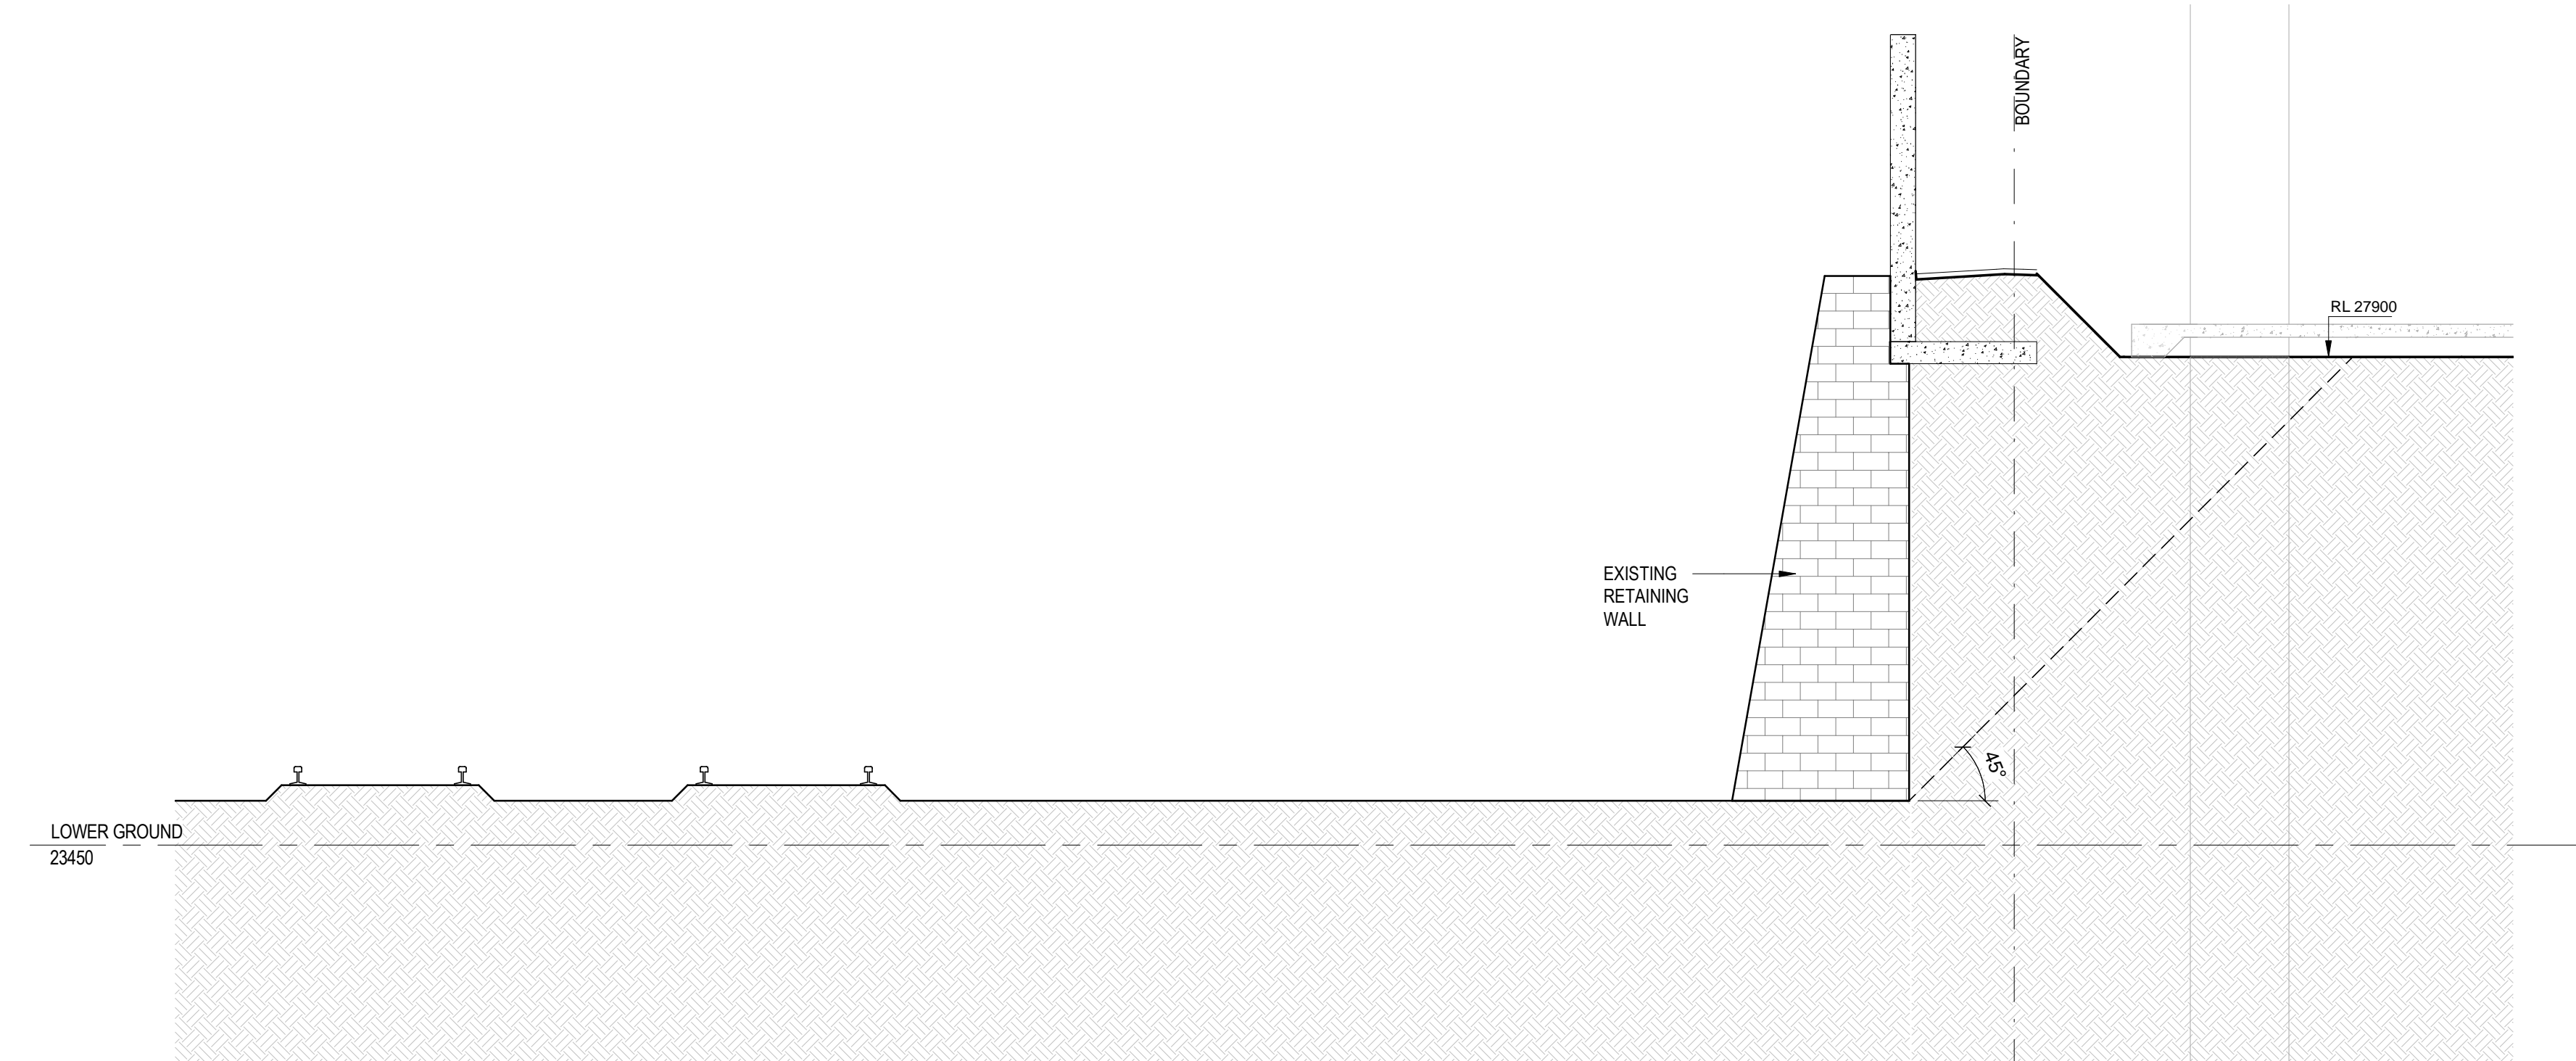 BOUNDARY
RL 27900
EXISTING
RETAINING
WALL
45°
LOWER GROUND
23450